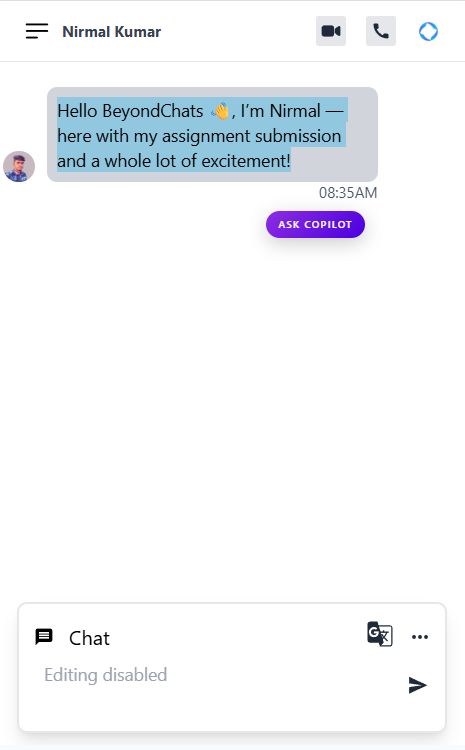 Nirmal Kumar
Hello BeyondChats 👋, I’m Nirmal —
here with my assignment submission
and a whole lot of excitement!
08:35AM
ASK COPILOT
Chat
G 文
Editing disabled